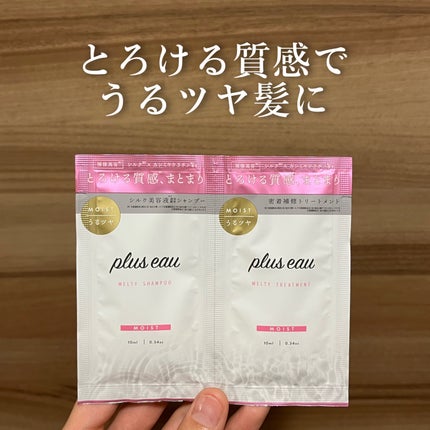 とろける質感で
うるツヤ髪に
とろける質感、まとまり
とろける質感、まとまり
シルク美容液シャンプー
密着補修トリートメント
MOIST
うるツヤ
MOIST
うるツヤ
plus eau
plus eau
MELTY SHAMPOO
MELTY TREATMENT
MOIST
MOIST
10ml | 0.34oz
10ml | 0.34oz